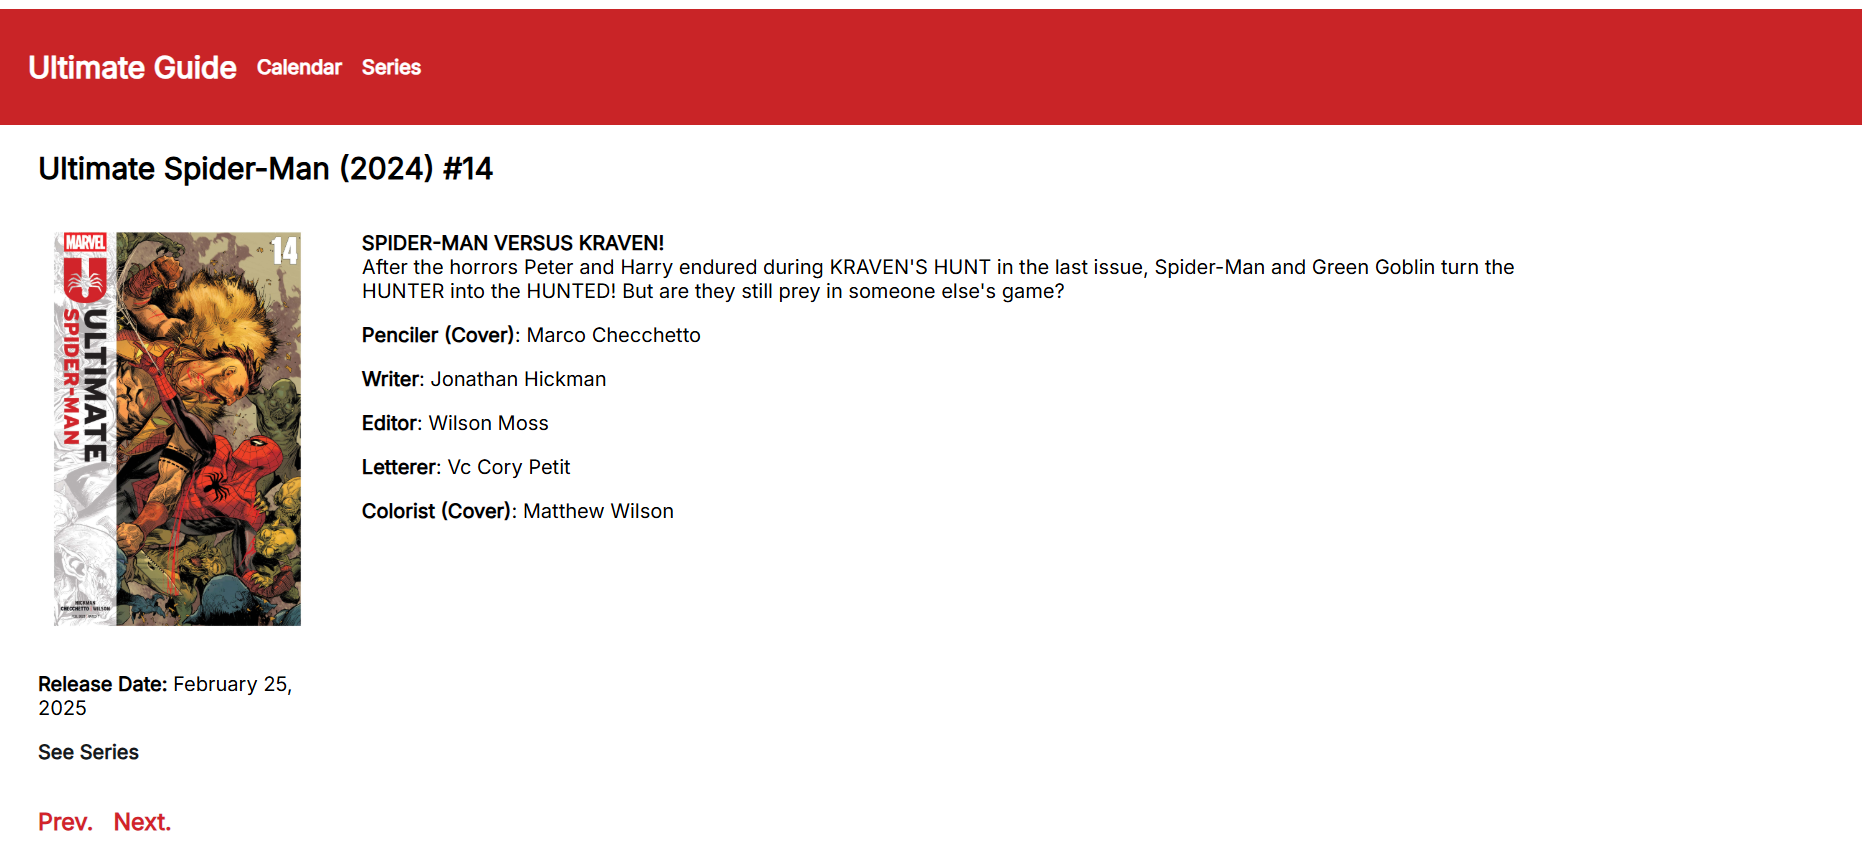 Ultimate Guide Calendar Series
Ultimate Spider-Man (2024) #14
MARVEL
14
ULTIMATE
SPIDER-MAN
HICKMAN
CHECCHETTO · WILSON
SPIDER-MAN VERSUS KRAVEN!
After the horrors Peter and Harry endured during KRAVEN'S HUNT in the last issue, Spider-Man and Green Goblin turn the
HUNTER into the HUNTED! But are they still prey in someone else's game?
Penciler (Cover): Marco Checchetto
Writer: Jonathan Hickman
Editor: Wilson Moss
Letterer: Vc Cory Petit
Colorist (Cover): Matthew Wilson
Release Date: February 25,
2025
See Series
Prev. Next.